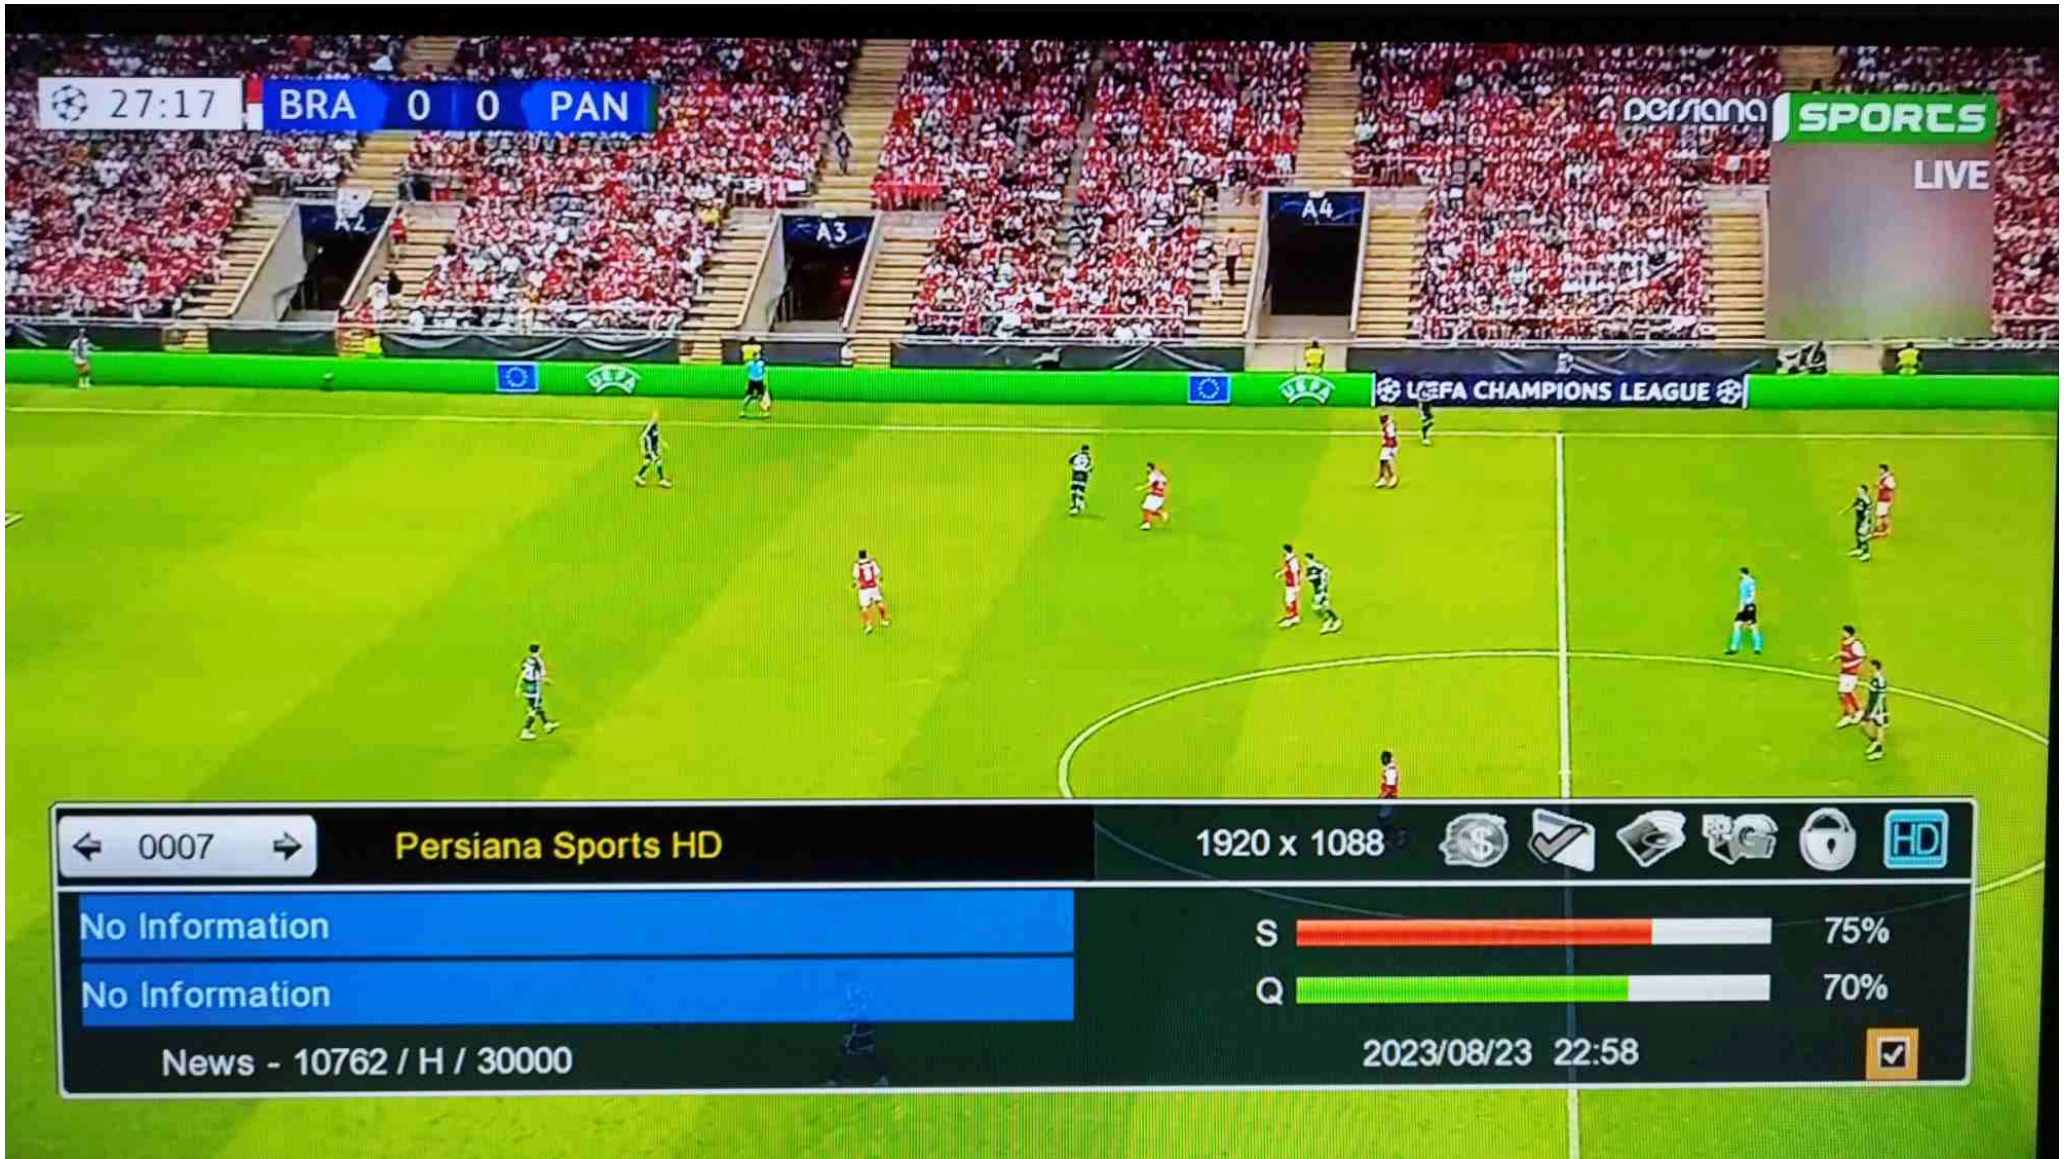 27:17 BRA 0 0 PAN
persiana SPORTS
LIVE
A2
A3
A4
UEFA
UEFA
UEFA CHAMPIONS LEAGUE
0007
Persiana Sports HD
1920 x 1088
$
G
HD
No Information
S 75%
No Information
Q 70%
News - 10762 / H / 30000
2023/08/23 22:58